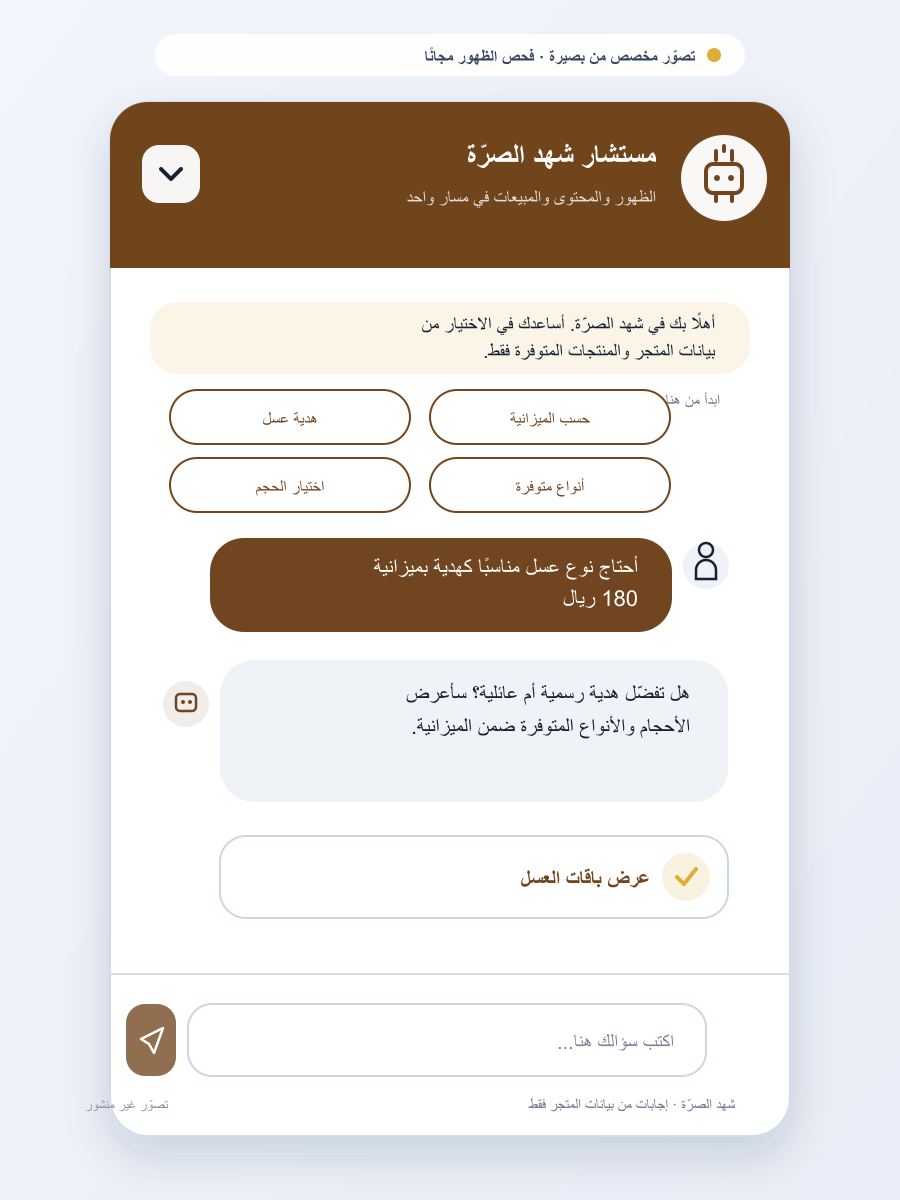 تصوّر مخصص من بصيرة · فحص الظهور مجانًا
مستشار شهد الصرّة
الظهور والمحتوى والمبيعات في مسار واحد
أهلًا بك في شهد الصرّة. أساعدك في الاختيار من
بيانات المتجر والمنتجات المتوفرة فقط.
ابدأ من هنا
حسب الميزانية
هدية عسل
أنواع متوفرة
اختيار الحجم
أحتاج نوع عسل مناسبًا كهدية بميزانية
180 ريال
هل تفضّل هدية رسمية أم عائلية؟ سأعرض
الأحجام والأنواع المتوفرة ضمن الميزانية.
عرض باقات العسل
اكتب سؤالك هنا...
شهد الصرّة · إجابات من بيانات المتجر فقط
تصوّر غير منشور